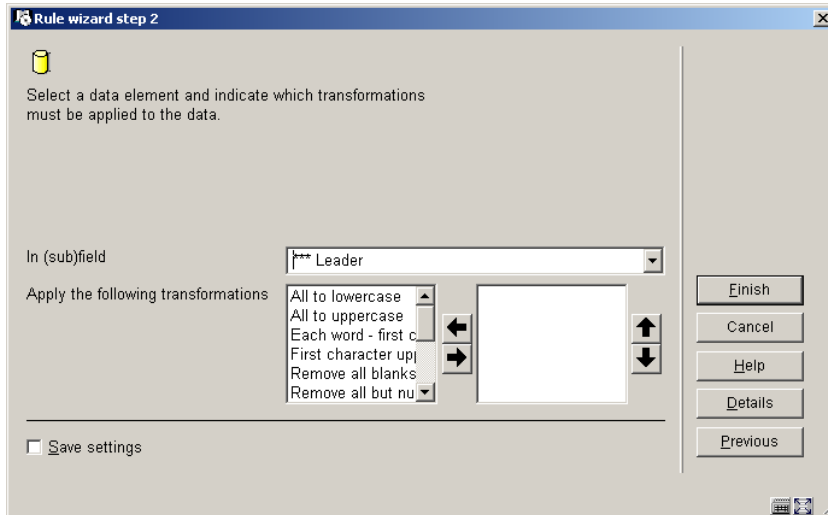 Rule wizard step 2
Select a data element and indicate which transformations
must be applied to the data.
In (sub)field
*** Leader
Apply the following transformations
All to lowercase
All to uppercase
Each word - first c
First character up
Remove all blanks
Remove all but nu
Finish
Cancel
Help
Details
Previous
Save settings